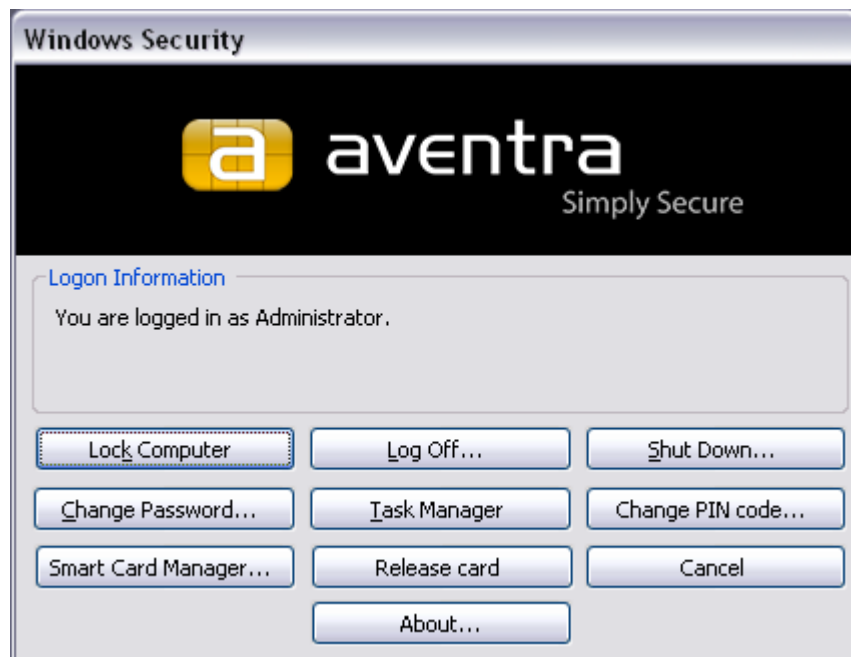 Windows Security
a aventra
Simply Secure
Logon Information
You are logged in as Administrator.
Lock Computer Log Off... Shut Down...
Change Password... Task Manager Change PIN code...
Smart Card Manager... Release card Cancel
About...